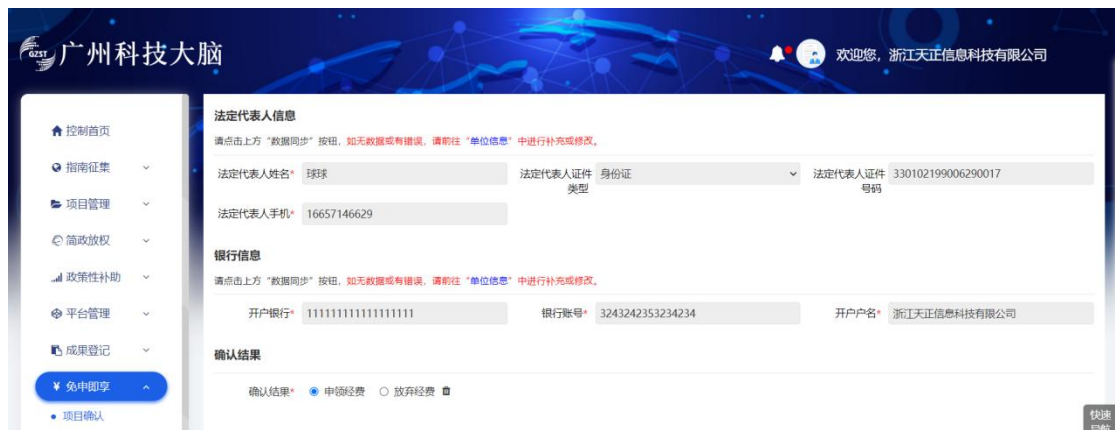 GZST 广州科技大脑
欢迎您，浙江天正信息科技有限公司
控制首页
指南征集
项目管理
简政放权
政策性补助
平台管理
成果登记
¥ 免申即享
项目确认
法定代表人信息
请点击上方“数据同步”按钮，如无数据或有错误，请前往“单位信息”中进行补充或修改。
法定代表人姓名* 球球
法定代表人证件类型 身份证
法定代表人证件号码 330102199006290017
法定代表人手机* 16657146629
银行信息
请点击上方“数据同步”按钮，如无数据或有错误，请前往“单位信息”中进行补充或修改。
开户银行* 111111111111111111
银行账号* 3243242353234234
开户户名* 浙江天正信息科技有限公司
确认结果
确认结果* 申领经费 放弃经费
快速
导航